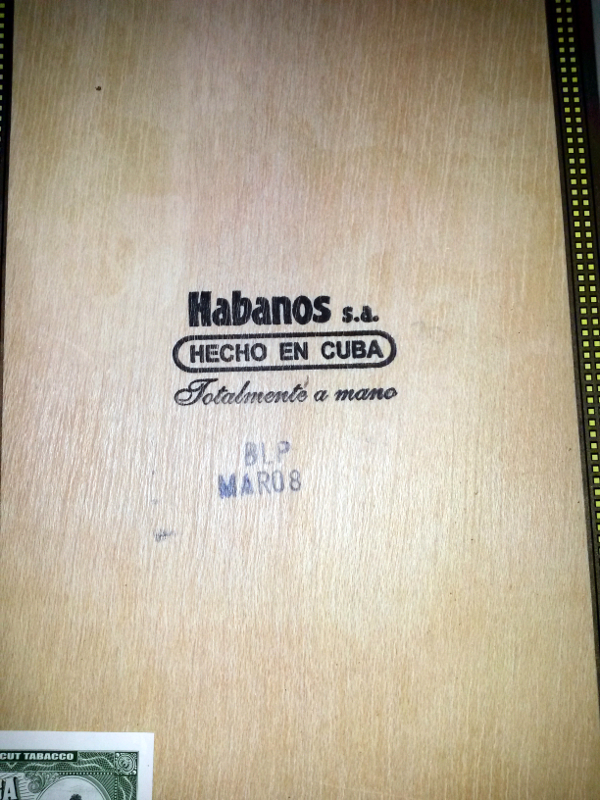 Habanos s.a.
HECHO EN CUBA
Totalmente a mano
BLP
MAR08
CUT TABACCO